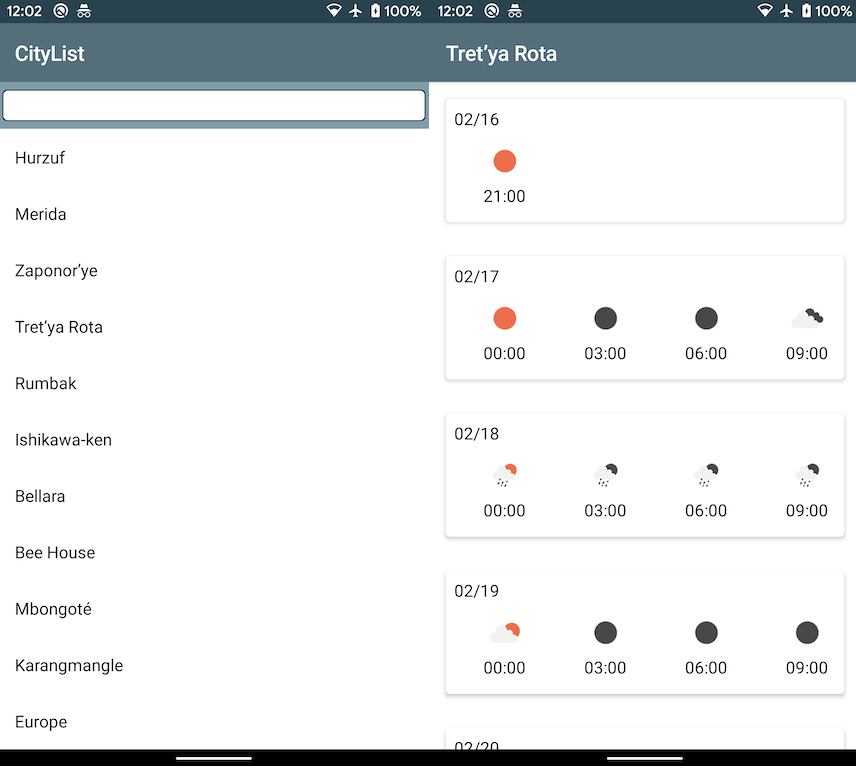 12:02 100%
CityList
Hurzuf
Merida
Zaponor’ye
Tret’ya Rota
Rumbak
Ishikawa-ken
Bellara
Bee House
Mbongoté
Karangmangle
Europe
12:02 100%
Tret’ya Rota
02/16
21:00
02/17
00:00 03:00 06:00 09:00
02/18
00:00 03:00 06:00 09:00
02/19
00:00 03:00 06:00 09:00
02/20